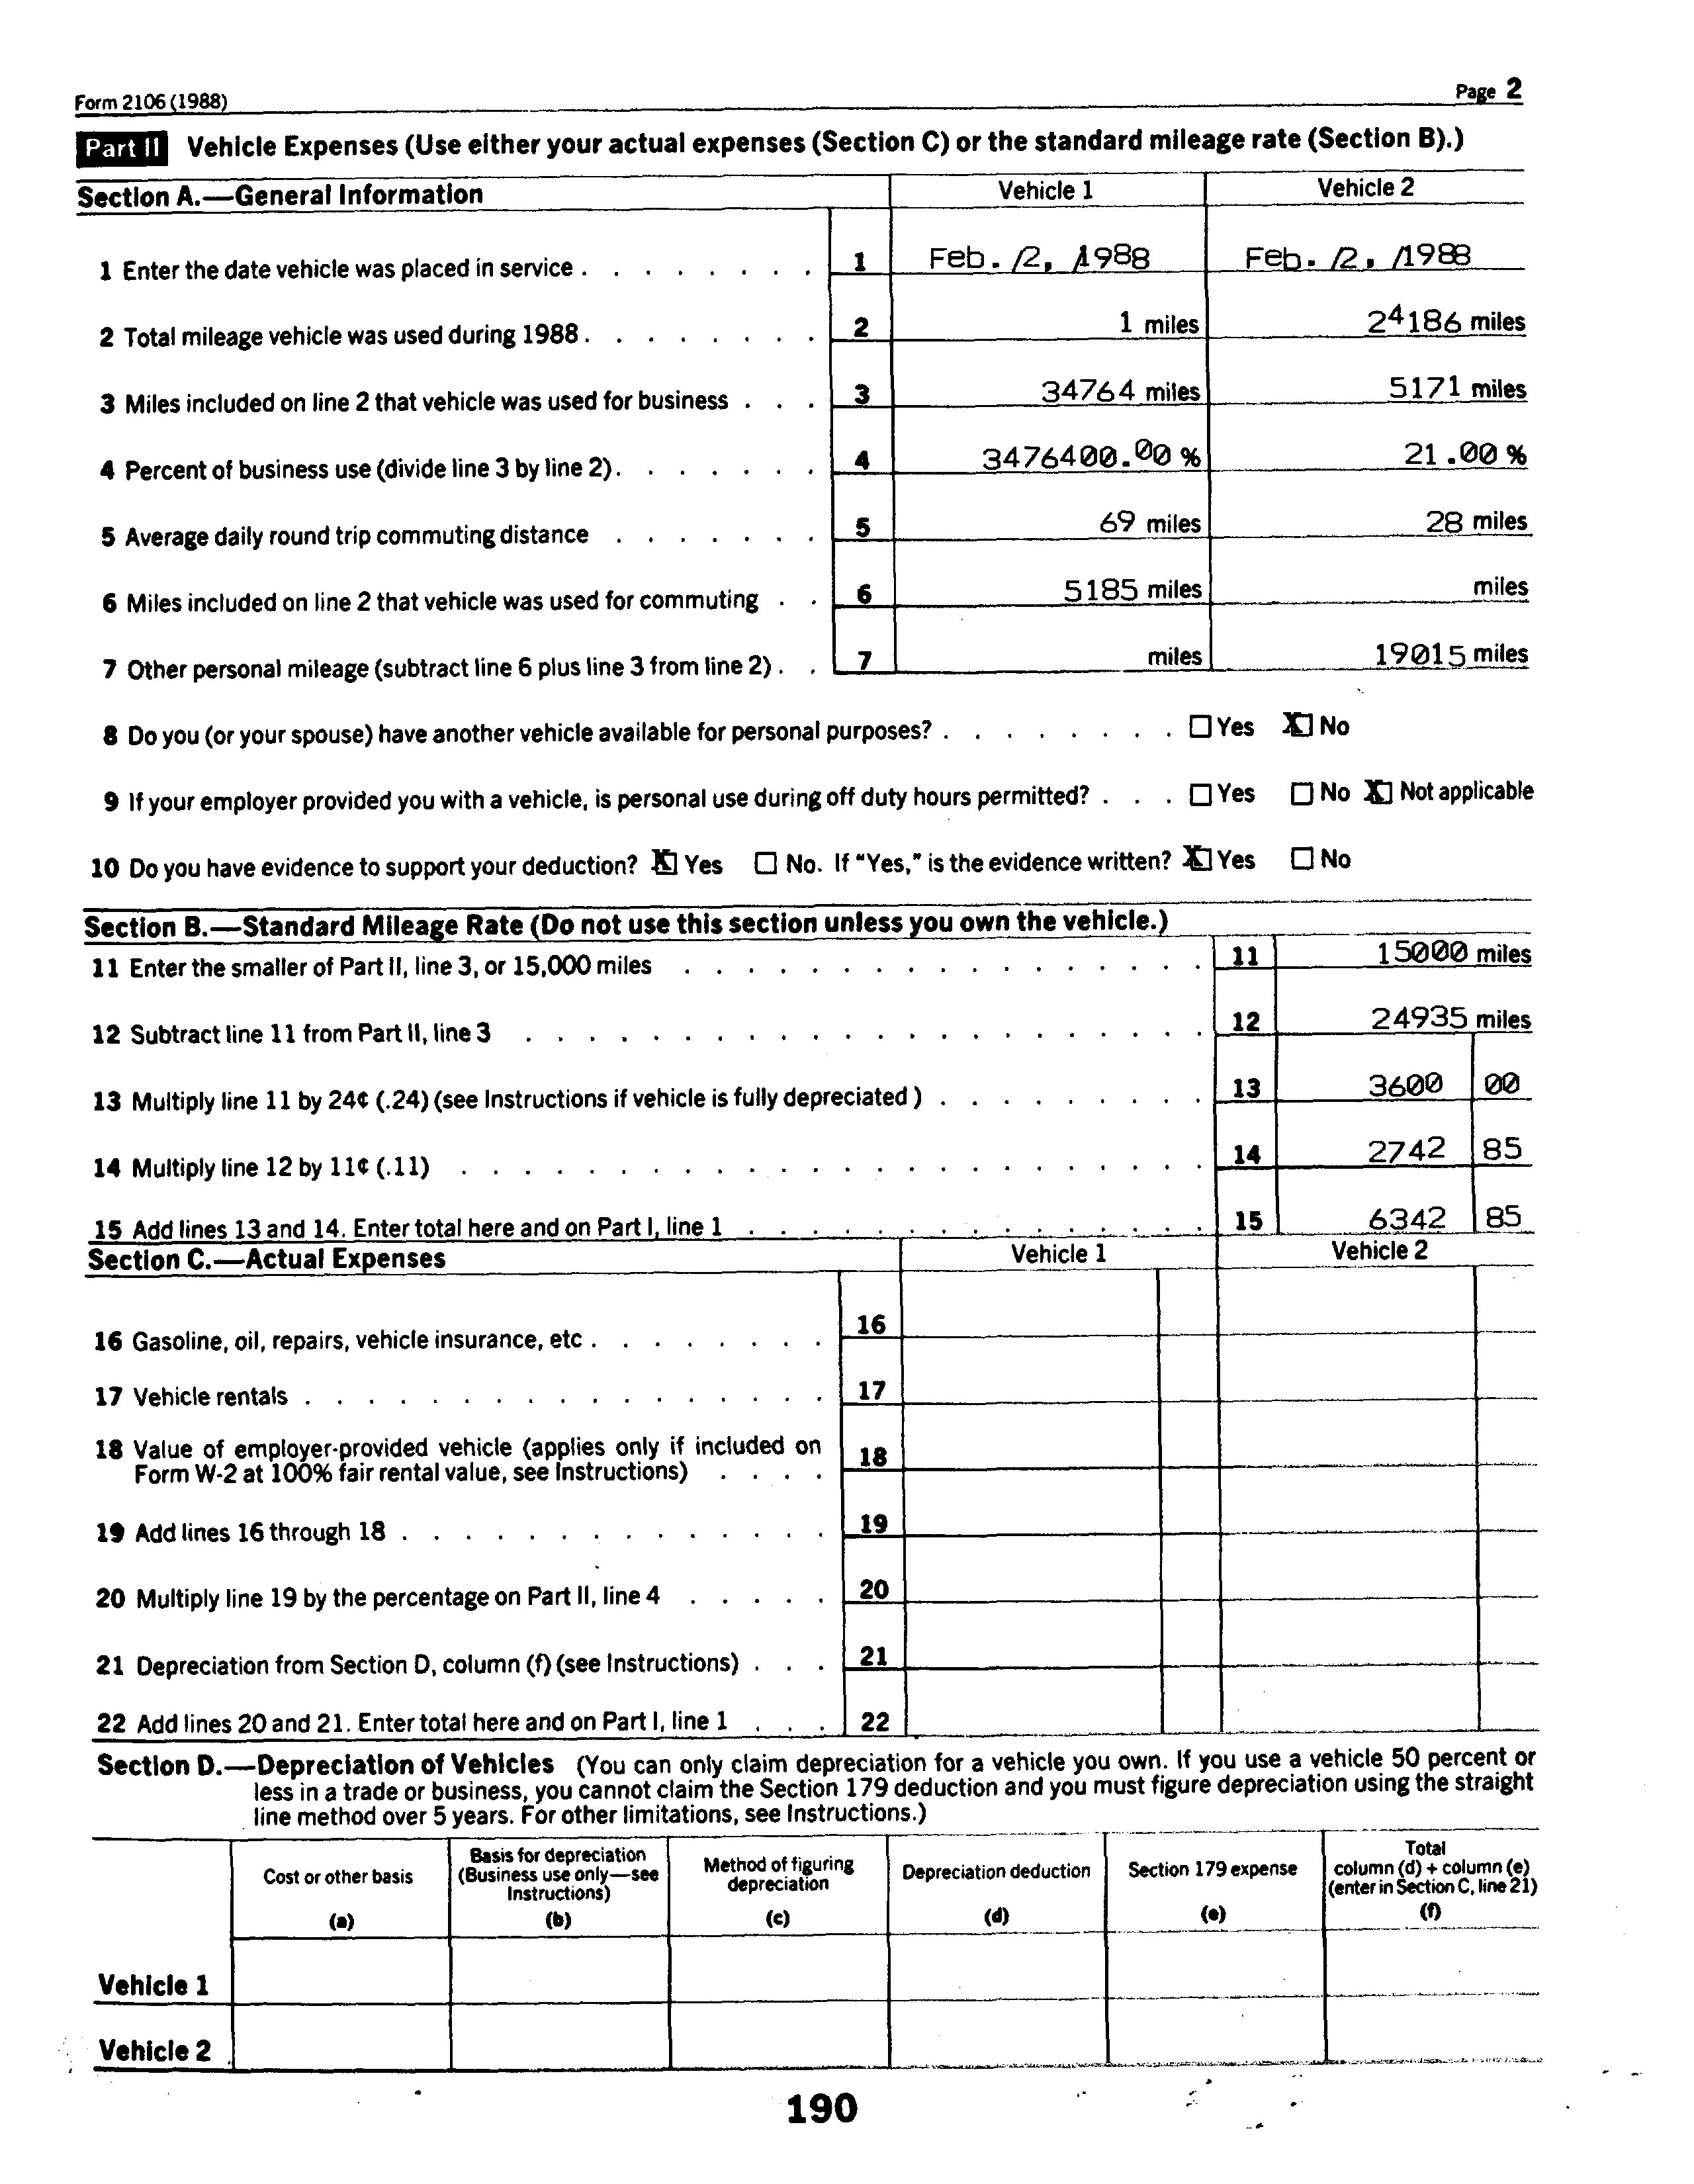 Form 2106 (1988) Page 2
Part II Vehicle Expenses (Use either your actual expenses (Section C) or the standard mileage rate (Section B).)
Section A.—General Information Vehicle 1 Vehicle 2
1 Enter the date vehicle was placed in service . . . . . . . . 1 Feb. /2, /1988 Feb. /2, /1988
2 Total mileage vehicle was used during 1988 . . . . . . . . 2 1 miles 24186 miles
3 Miles included on line 2 that vehicle was used for business . . . 3 34764 miles 5171 miles
4 Percent of business use (divide line 3 by line 2) . . . . . . . 4 3476400.00 % 21.00 %
5 Average daily round trip commuting distance . . . . . . . 5 69 miles 28 miles
6 Miles included on line 2 that vehicle was used for commuting . . 6 5185 miles miles
7 Other personal mileage (subtract line 6 plus line 3 from line 2) . . 7 miles 19015 miles
8 Do you (or your spouse) have another vehicle available for personal purposes? . . . . . . . . ☐ Yes ☒ No
9 If your employer provided you with a vehicle, is personal use during off duty hours permitted? . . . ☐ Yes ☐ No ☒ Not applicable
10 Do you have evidence to support your deduction? ☒ Yes ☐ No. If “Yes,” is the evidence written? ☒ Yes ☐ No
Section B.—Standard Mileage Rate (Do not use this section unless you own the vehicle.)
11 Enter the smaller of Part II, line 3, or 15,000 miles . . . . . . . . . . . . . . . . . 11 15000 miles
12 Subtract line 11 from Part II, line 3 . . . . . . . . . . . . . . . . . . . . . . 12 24935 miles
13 Multiply line 11 by 24¢ (.24) (see Instructions if vehicle is fully depreciated ) . . . . . . . . . 13 3600 00
14 Multiply line 12 by 11¢ (.11) . . . . . . . . . . . . . . . . . . . . . . . . 14 2742 85
15 Add lines 13 and 14. Enter total here and on Part I, line 1 . . . . . . . . . . . . . . . 15 6342 85
Section C.—Actual Expenses Vehicle 1 Vehicle 2
16 Gasoline, oil, repairs, vehicle insurance, etc . . . . . . . . 16
17 Vehicle rentals . . . . . . . . . . . . . . . . . 17
18 Value of employer-provided vehicle (applies only if included on
Form W-2 at 100% fair rental value, see Instructions) . . . . 18
19 Add lines 16 through 18 . . . . . . . . . . . . . . 19
20 Multiply line 19 by the percentage on Part II, line 4 . . . . . 20
21 Depreciation from Section D, column (f) (see Instructions) . . . 21
22 Add lines 20 and 21. Enter total here and on Part I, line 1 . . . 22
Section D.—Depreciation of Vehicles (You can only claim depreciation for a vehicle you own. If you use a vehicle 50 percent or
less in a trade or business, you cannot claim the Section 179 deduction and you must figure depreciation using the straight
line method over 5 years. For other limitations, see Instructions.)
Cost or other basis
(a)
Basis for depreciation
(Business use only—see
Instructions)
(b)
Method of figuring
depreciation
(c)
Depreciation deduction
(d)
Section 179 expense
(e)
Total
column (d) + column (e)
(enter in Section C, line 21)
(f)
Vehicle 1
Vehicle 2
190